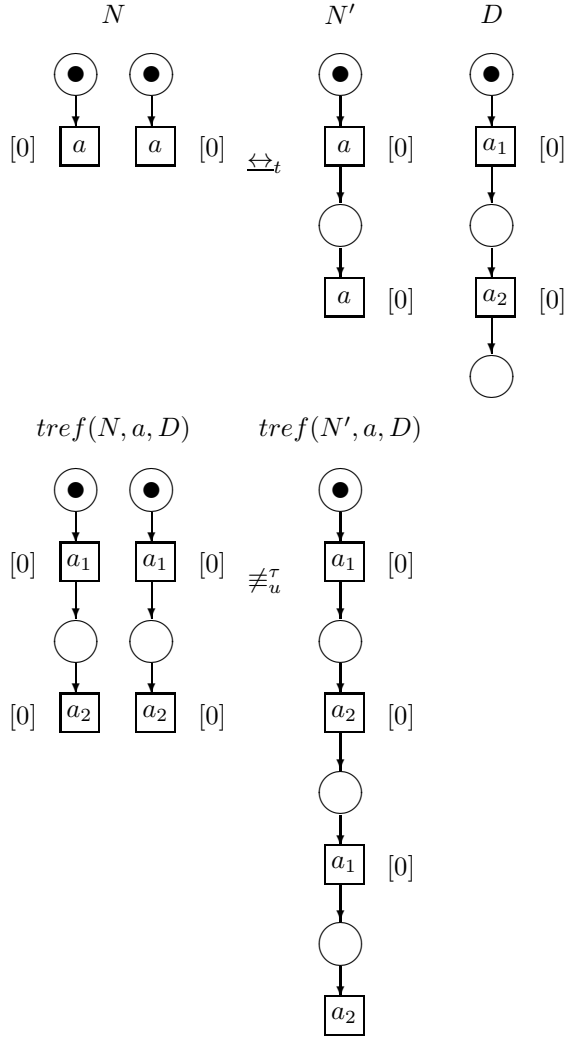 N N′ D
[0] a a [0] ↔_t a [0] a₁ [0]
a [0] a₂ [0]
tref(N, a, D) tref(N′, a, D)
[0] a₁ a₁ [0] ≢ᵤ^τ a₁ [0]
[0] a₂ a₂ [0] a₂ [0]
a₁ [0]
a₂